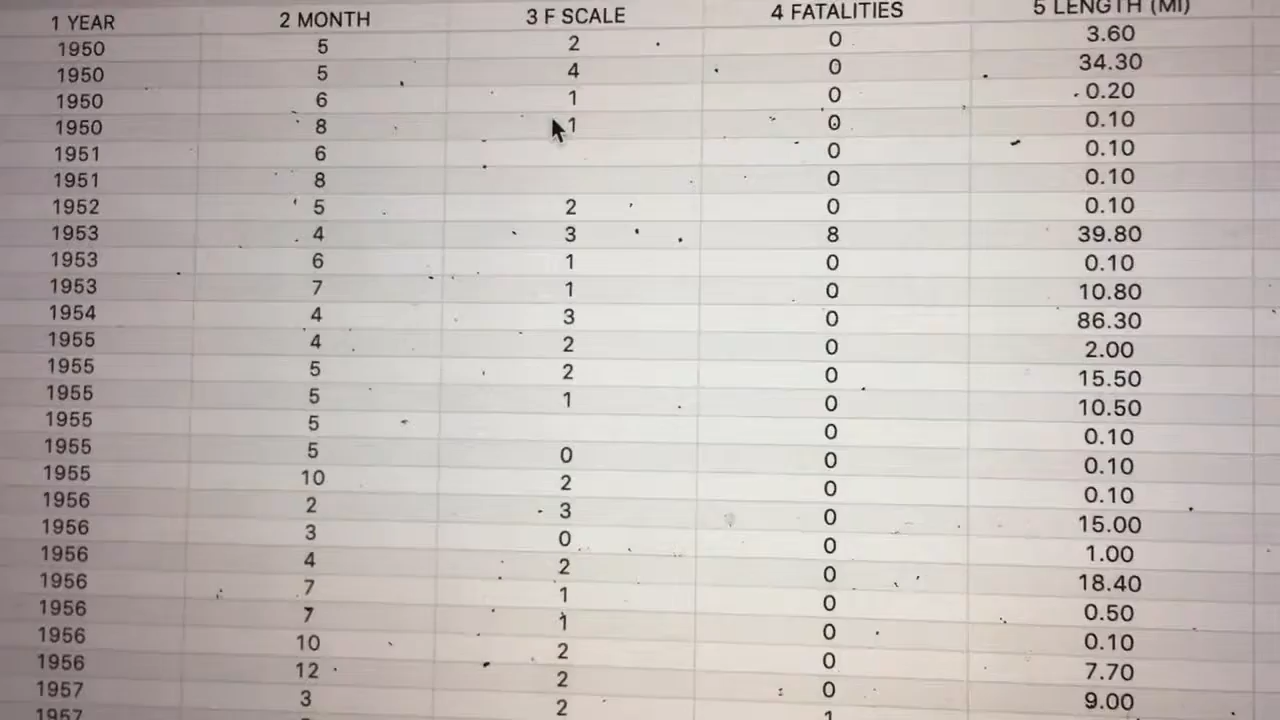 1 YEAR 2 MONTH 3 F SCALE 4 FATALITIES 5 LENGTH (MI)
1950 5 2 0 3.60
1950 5 4 0 34.30
1950 6 1 0 0.20
1950 8 1 0 0.10
1951 6 0 0.10
1951 8 0 0.10
1952 5 2 0 0.10
1953 4 3 8 39.80
1953 6 1 0 0.10
1953 7 1 0 10.80
1954 4 3 0 86.30
1955 4 2 0 2.00
1955 5 2 0 15.50
1955 5 1 0 10.50
1955 5 0 0.10
1955 5 0 0 0.10
1955 10 2 0 0.10
1956 2 3 0 15.00
1956 3 0 0 1.00
1956 4 2 0 18.40
1956 7 1 0 0.50
1956 7 1 0 0.10
1956 10 2 0 7.70
1956 12 2 0 9.00
1957 3 2 1
1957